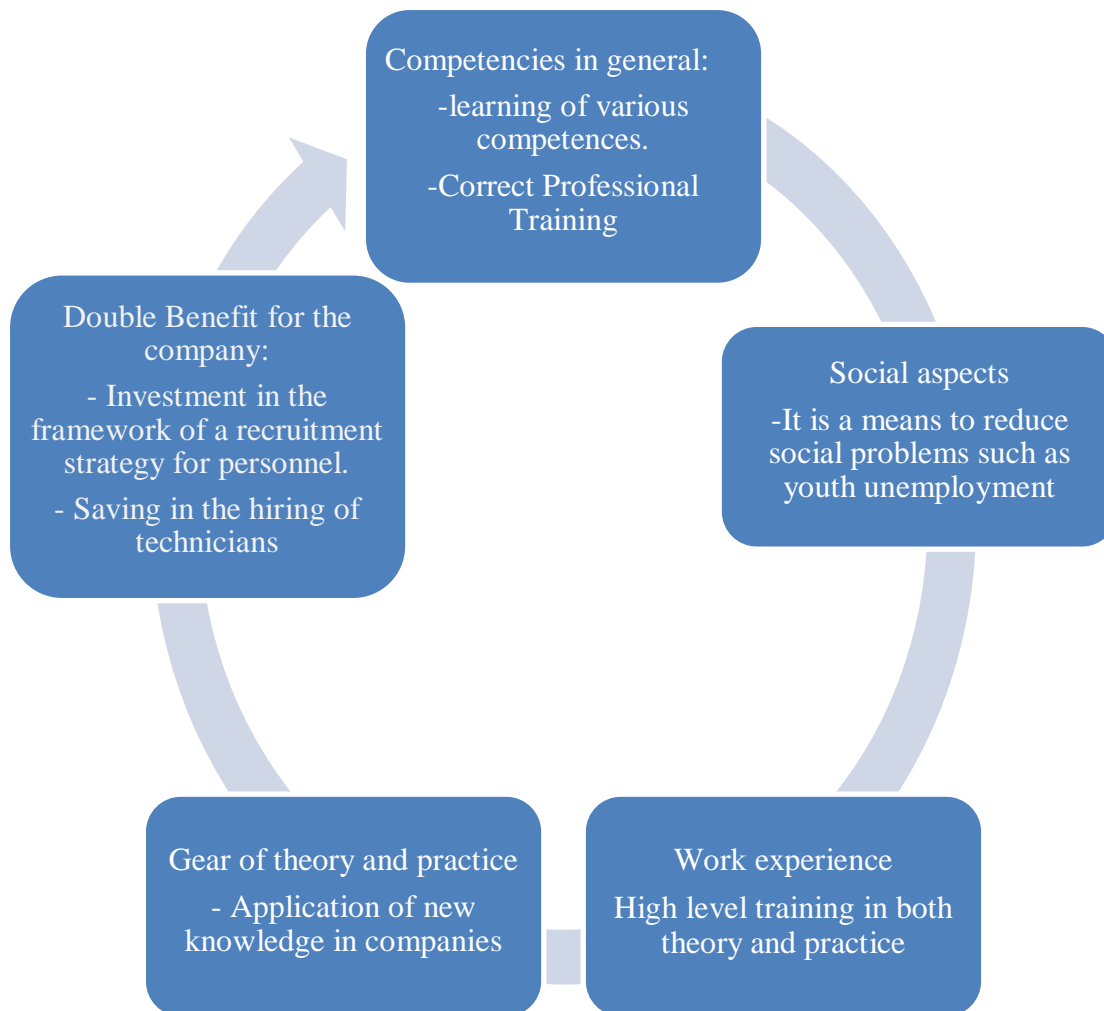 Competencies in general:
-learning of various
competences.
-Correct Professional
Training
Social aspects
-It is a means to reduce
social problems such as
youth unemployment
Work experience
High level training in both
theory and practice
Gear of theory and practice
- Application of new
knowledge in companies
Double Benefit for the
company:
- Investment in the
framework of a recruitment
strategy for personnel.
- Saving in the hiring of
technicians